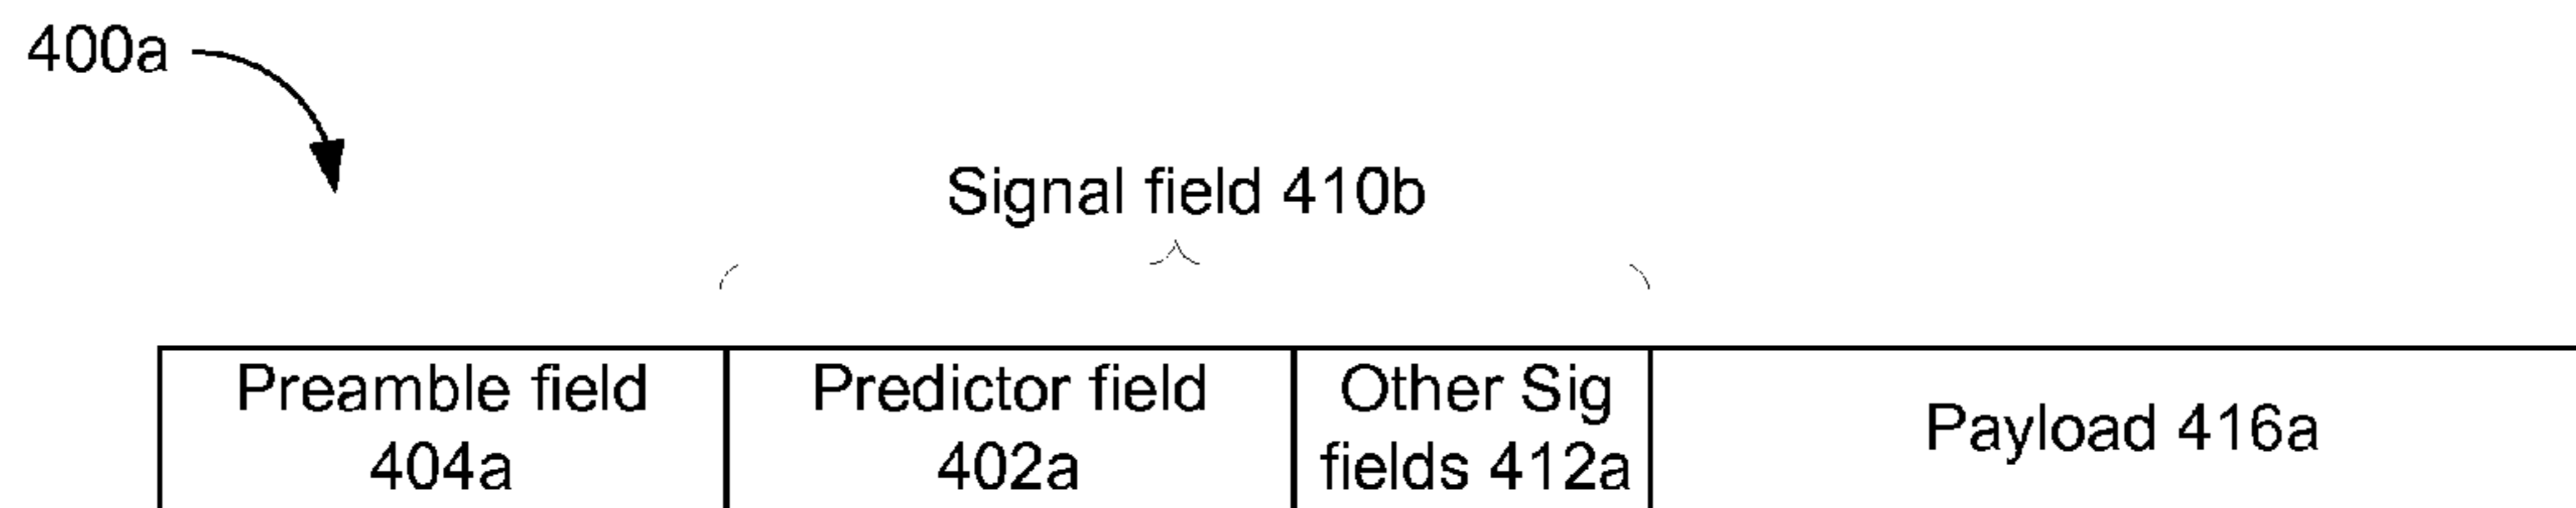 400a
Signal field 410b
Preamble field
404a
Predictor field
402a
Other Sig
fields 412a
Payload 416a